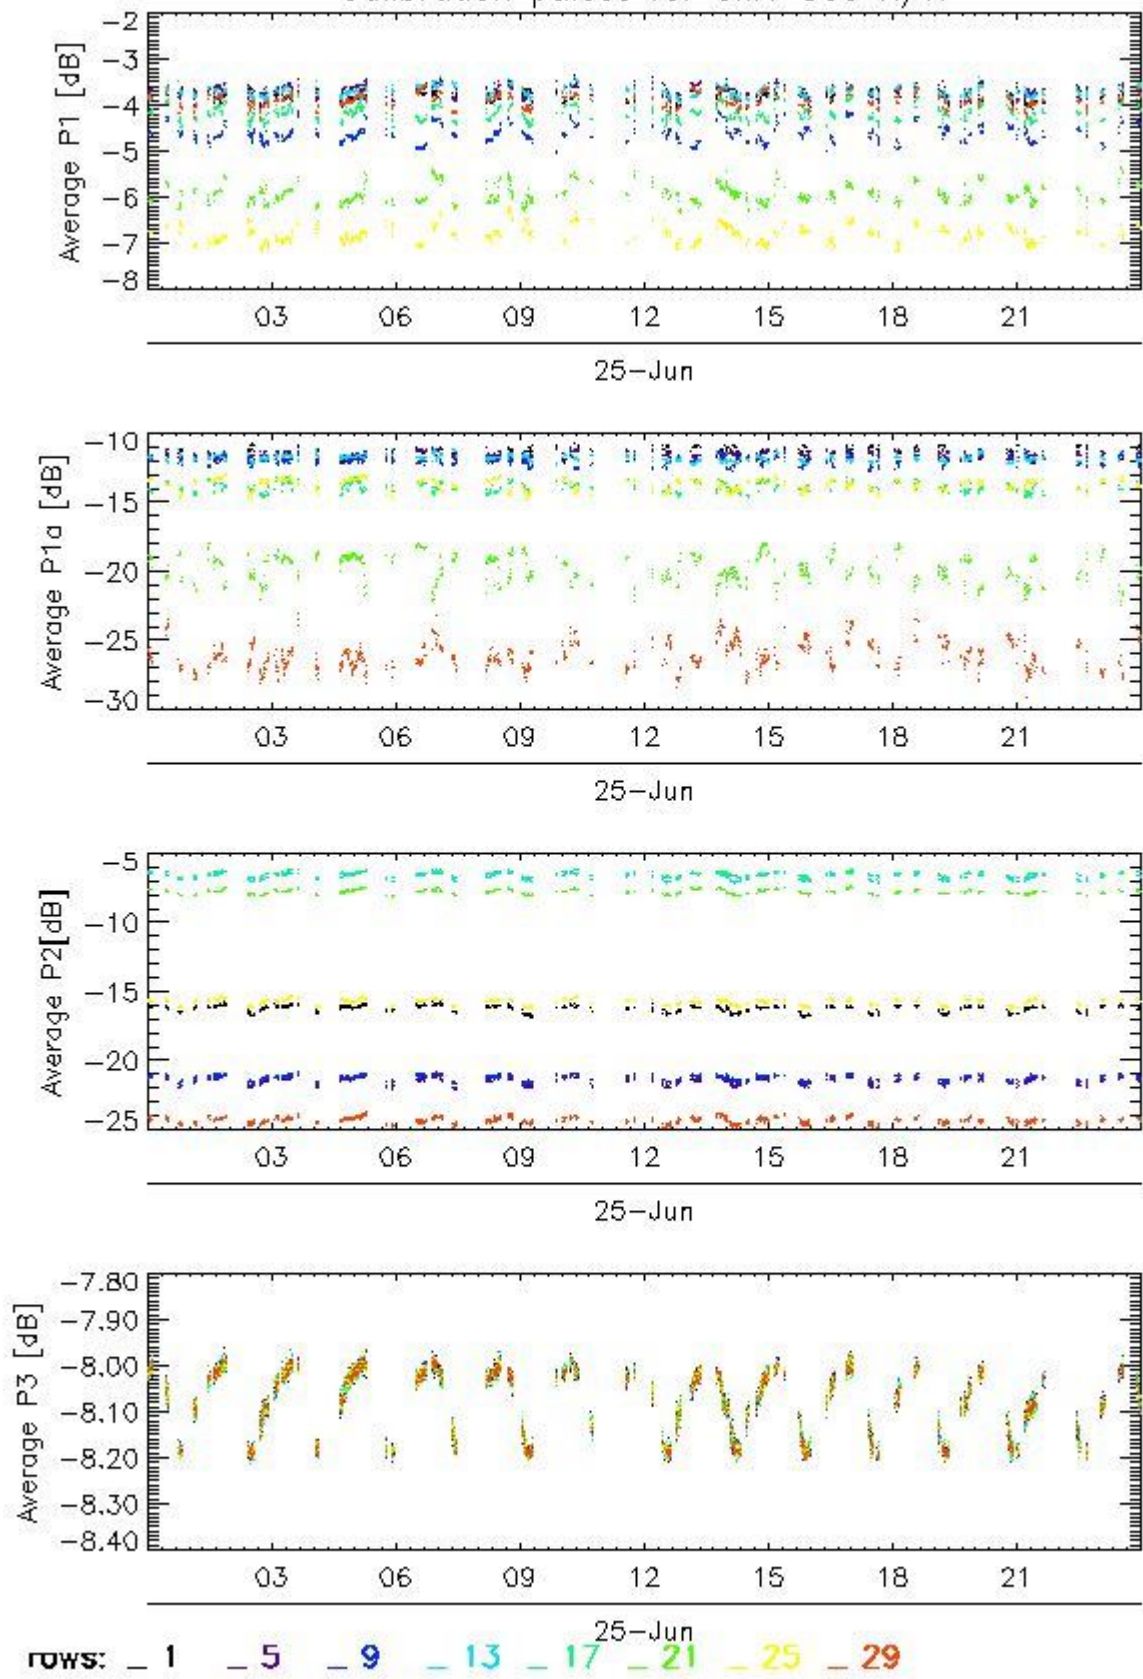 Average P1 [dB]
-2
-3
-4
-5
-6
-7
-8
03 06 09 12 15 18 21
25-Jun
Average P1a [dB]
-10
-15
-20
-25
-30
03 06 09 12 15 18 21
25-Jun
Average P2[dB]
-5
-10
-15
-20
-25
03 06 09 12 15 18 21
25-Jun
Average P3 [dB]
-7.80
-7.90
-8.00
-8.10
-8.20
-8.30
-8.40
03 06 09 12 15 18 21
25-Jun
rows: _ 1 _ 5 _ 9 _ 13 _ 17 _ 21 _ 25 _ 29